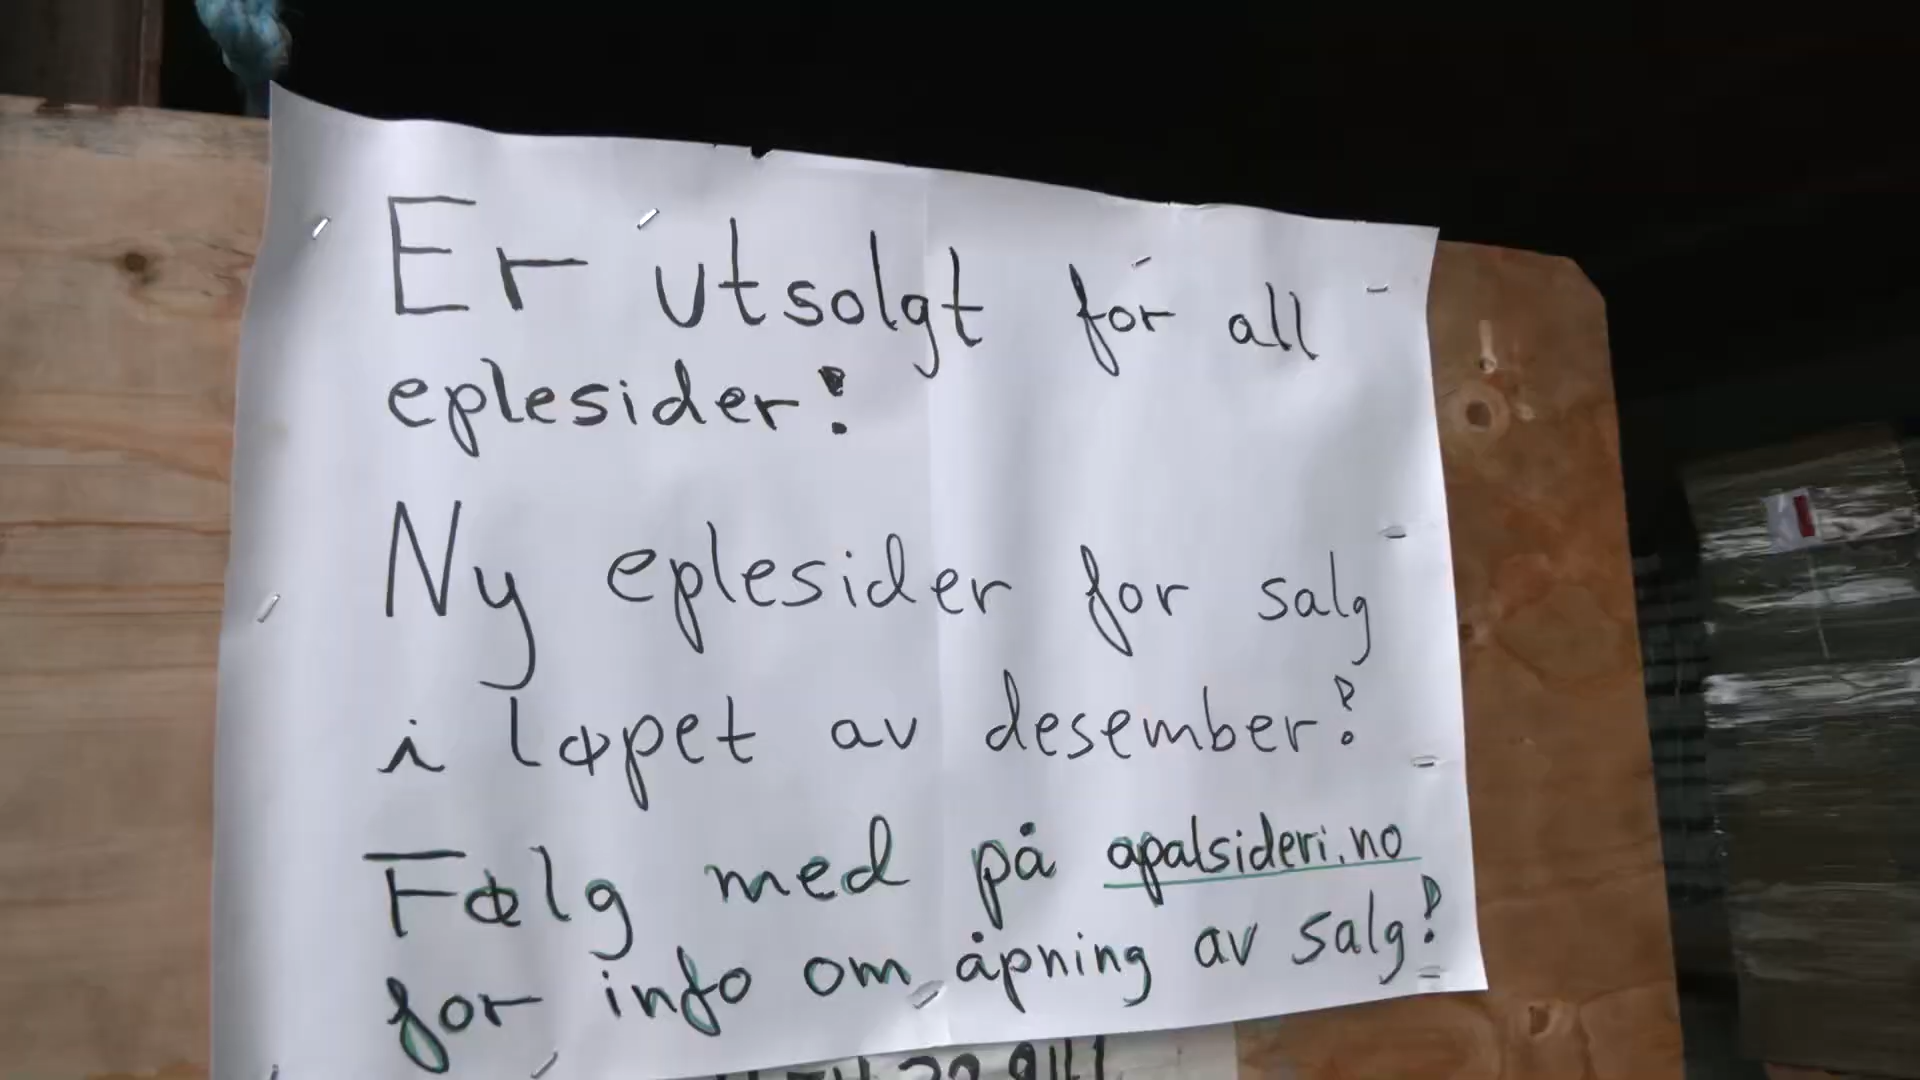 Er utsolgt for all
eplesider!
Ny eplesider for salg
i løpet av desember!
Følg med på apalsideri.no
for info om åpning av salg!